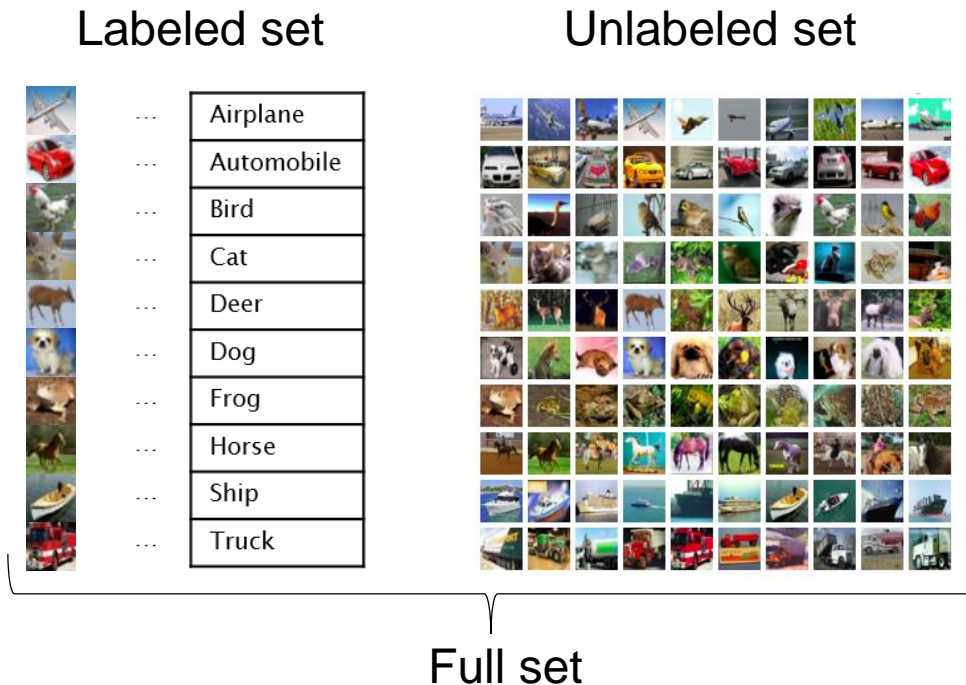 Labeled set
Unlabeled set
... Airplane
... Automobile
... Bird
... Cat
... Deer
... Dog
... Frog
... Horse
... Ship
... Truck
Full set